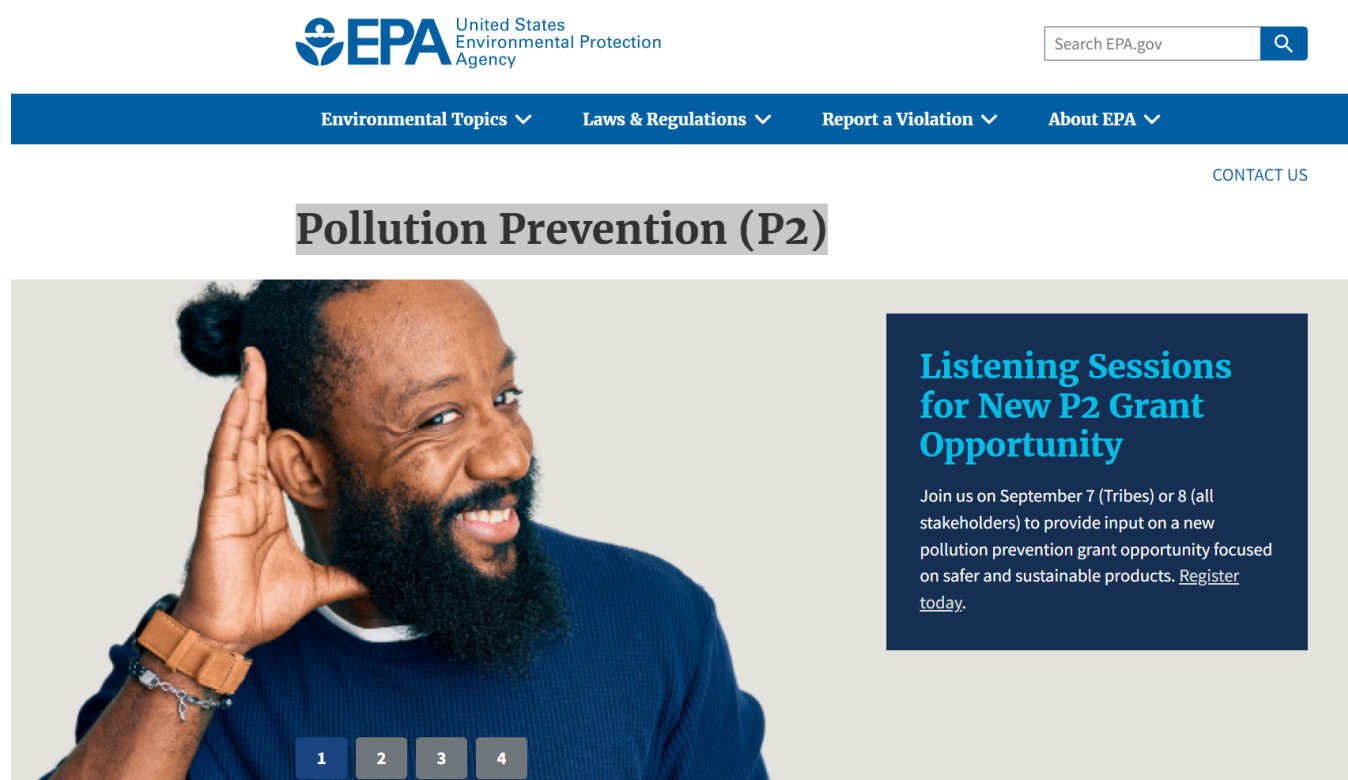 EPA United States
Environmental Protection
Agency
Search EPA.gov
Environmental Topics
Laws & Regulations
Report a Violation
About EPA
CONTACT US
Pollution Prevention (P2)
Listening Sessions
for New P2 Grant
Opportunity
Join us on September 7 (Tribes) or 8 (all
stakeholders) to provide input on a new
pollution prevention grant opportunity focused
on safer and sustainable products. Register
today.
1 2 3 4